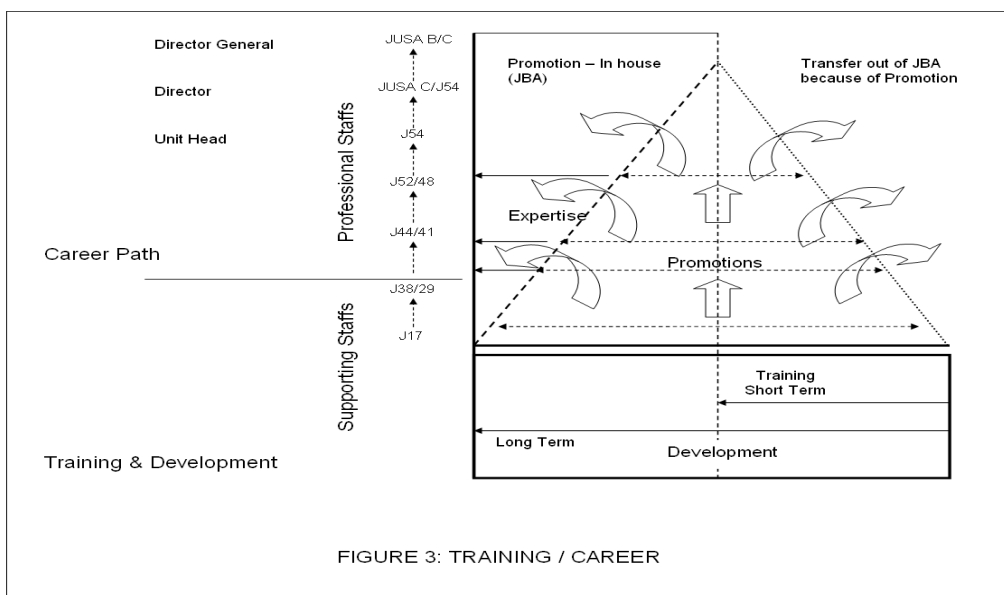 Director General
JUSA B/C
Director
JUSA C/J54
Unit Head
J54
J52/48
J44/41
Career Path
J38/29
J17
Professional Staffs
Supporting Staffs
Promotion – In house
(JBA)
Transfer out of JBA
because of Promotion
Expertise
Promotions
Training
Short Term
Long Term
Development
Training & Development
FIGURE 3: TRAINING / CAREER